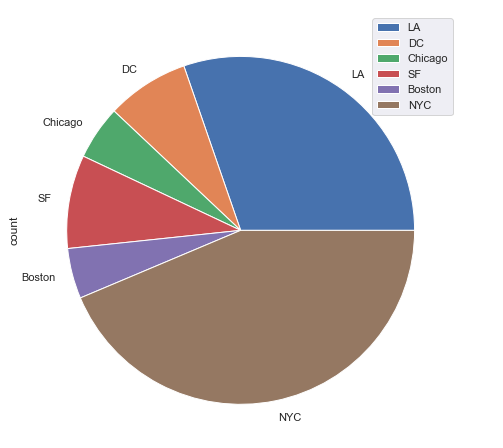 LA
DC
Chicago
SF
Boston
NYC
LA
DC
Chicago
SF
Boston
NYC
count